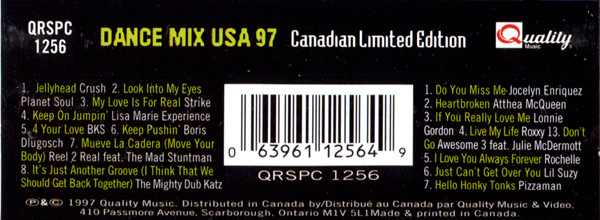 QRSPC
1256
DANCE MIX USA 97 Canadian Limited Edition
Quality
MUSIC
1. Jellyhead Crush 2. Look Into My Eyes
Planet Soul 3. My Love Is For Real Strike
4. Keep On Jumpin' Lisa Marie Experience
5. 4 Your Love BKS 6. Keep Pushin' Boris
Dlugosch 7. Mueve La Cadera (Move Your
Body) Reel 2 Real feat. The Mad Stuntman
8. It's Just Another Groove (I Think That We
Should Get Back Together) The Mighty Dub Katz
0 63961 12564 9
QRSPC 1256
1. Do You Miss Me Jocelyn Enriquez
2. Heartbroken Atthea McQueen
3. If You Really Love Me Lonnie
Gordon 4. Live My Life Roxxy 13. Don't
Go Awesome 3 feat. Julie McDermott
5. I Love You Always Forever Rochelle
6. Just Can't Get Over You Lil Suzy
7. Hello Honky Tonks Pizzaman
℗ © 1997 Quality Music. Distributed in Canada by/Distribué au Canada par Quality Music & Video.
410 Passmore Avenue, Scarborough, Ontario M1V 5L1Made & printed in Canada.